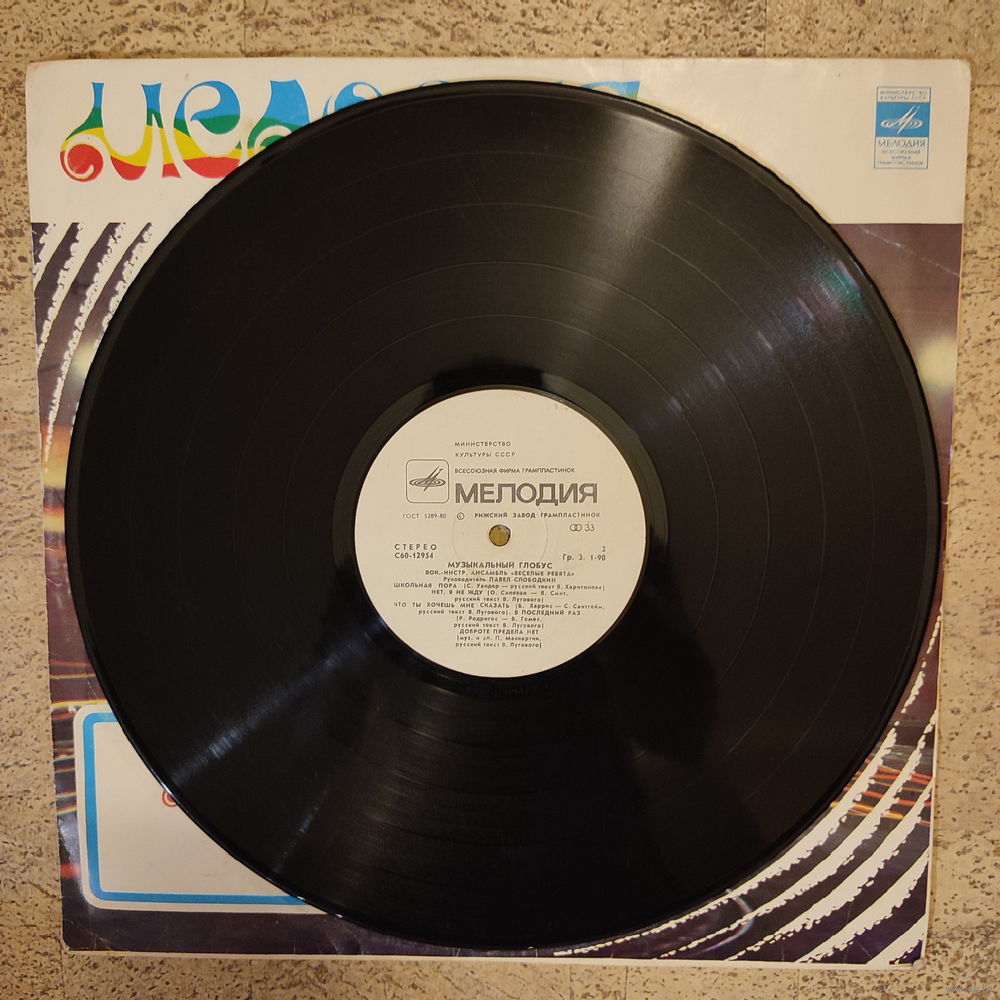 МИНИСТЕРСТВО
КУЛЬТУРЫ СССР
МЕЛОДИЯ
ВСЕСОЮЗНАЯ
ФИРМА
ГРАМПЛАСТИНОК
МИНИСТЕРСТВО
КУЛЬТУРЫ СССР
ВСЕСОЮЗНАЯ ФИРМА ГРАМПЛАСТИНОК
МЕЛОДИЯ
ГОСТ 5289-80 © РИЖСКИЙ ЗАВОД ГРАМПЛАСТИНОК 33
СТЕРЕО 2
С60-12954 Гр. 3. 1-90
МУЗЫКАЛЬНЫЙ ГЛОБУС
ВОК.-ИНСТР. АНСАМБЛЬ «ВЕСЕЛЫЕ РЕБЯТА»
Руководитель ПАВЕЛ СЛОБОДКИН
ШКОЛЬНАЯ ПОРА (С. Уандер — русский текст В. Харитонова)
НЕТ, Я НЕ ЖДУ (О. Салливан — Я. Смит,
русский текст В. Лугового)
ЧТО ТЫ ХОЧЕШЬ МНЕ СКАЗАТЬ (Б. Харрис — С. Сантгейм,
русский текст В. Лугового), В ПОСЛЕДНИЙ РАЗ
(Р. Родригес — В. Гомес,
русский текст В. Лугового)
ДОБРОТЕ ПРЕДЕЛА НЕТ
(муз. и сл. П. Маккартни,
русский текст В. Лугового)